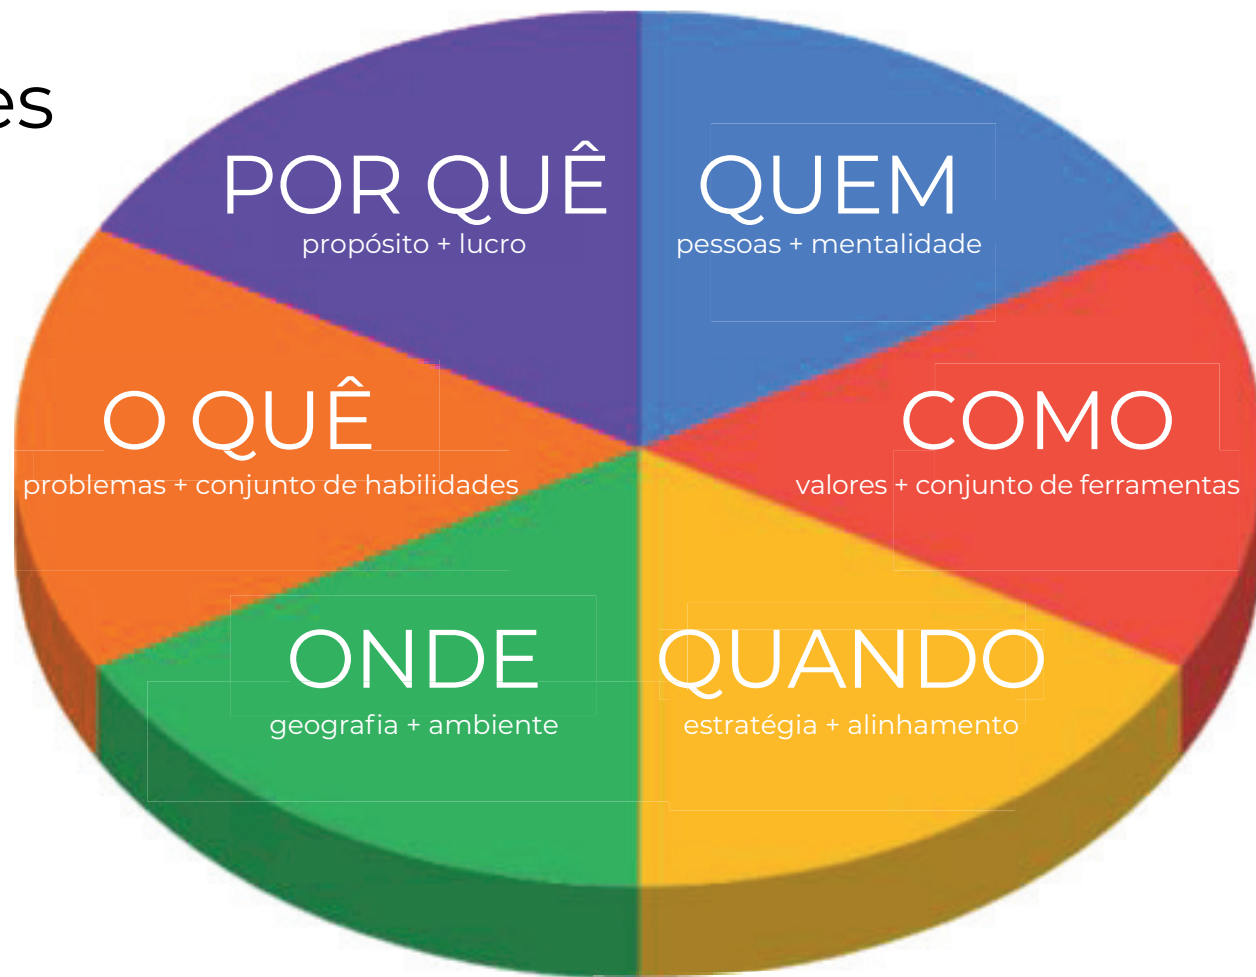 es
POR QUÊ
propósito + lucro
QUEM
pessoas + mentalidade
O QUÊ
problemas + conjunto de habilidades
COMO
valores + conjunto de ferramentas
ONDE
geografia + ambiente
QUANDO
estratégia + alinhamento